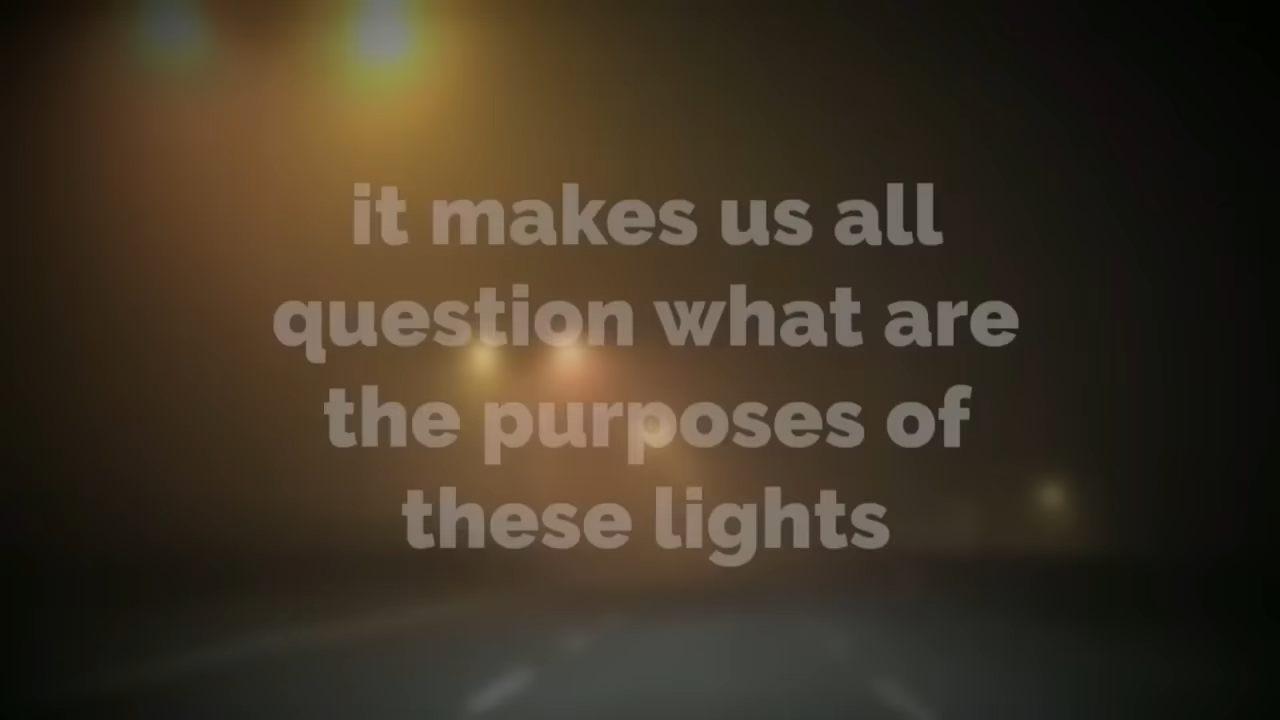 it makes us all
question what are
the purposes of
these lights